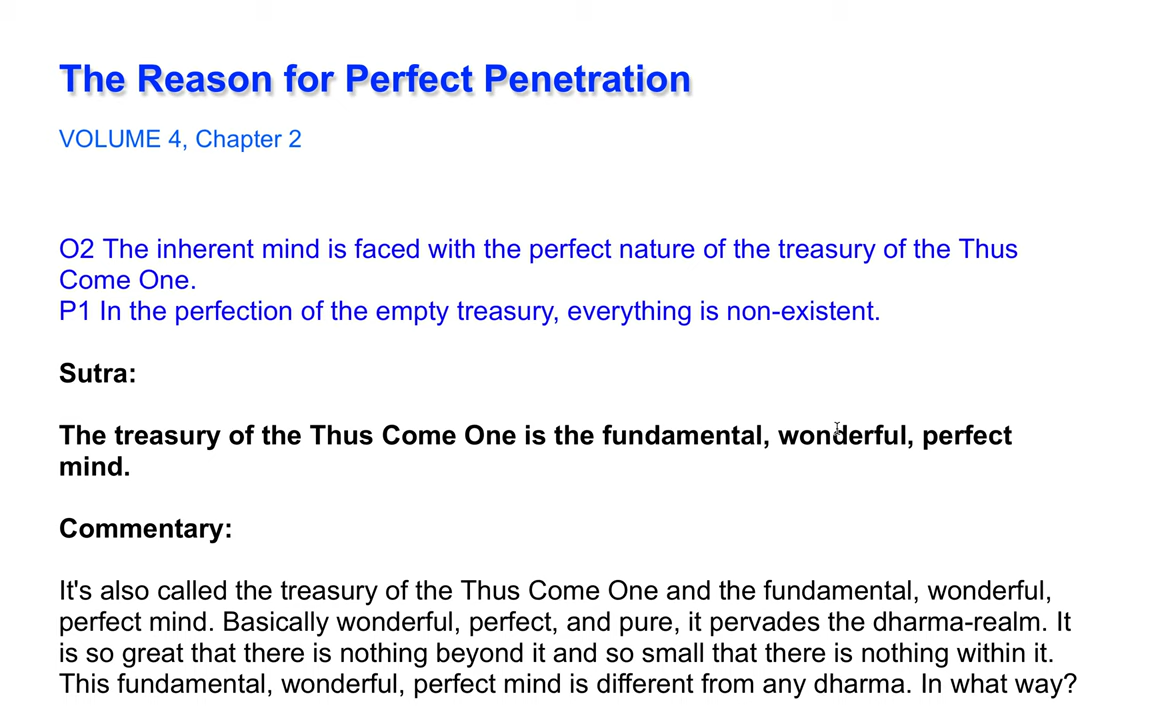 The Reason for Perfect Penetration
VOLUME 4, Chapter 2
O2 The inherent mind is faced with the perfect nature of the treasury of the Thus
Come One.
P1 In the perfection of the empty treasury, everything is non-existent.
Sutra:
The treasury of the Thus Come One is the fundamental, wonderful, perfect
mind.
Commentary:
It's also called the treasury of the Thus Come One and the fundamental, wonderful,
perfect mind. Basically wonderful, perfect, and pure, it pervades the dharma-realm. It
is so great that there is nothing beyond it and so small that there is nothing within it.
This fundamental, wonderful, perfect mind is different from any dharma. In what way?